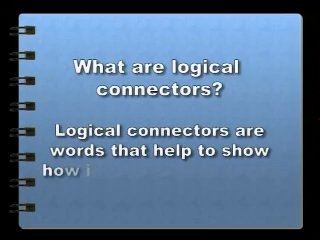 What are logical
connectors?
Logical connectors are
words that help to show
how i